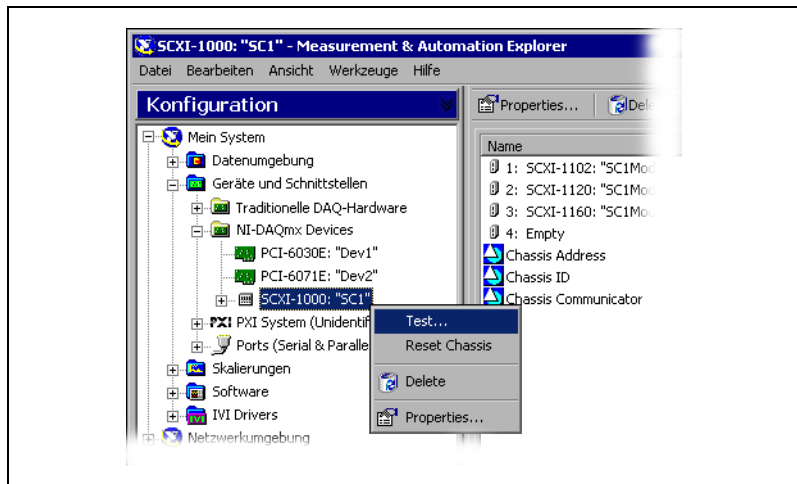 SCXI-1000: "SC1" - Measurement & Automation Explorer
Datei Bearbeiten Ansicht Werkzeuge Hilfe
Konfiguration
Mein System
Datenumgebung
Geräte und Schnittstellen
Traditionelle DAQ-Hardware
NI-DAQmx Devices
PCI-6030E: "Dev1"
PCI-6071E: "Dev2"
SCXI-1000: "SC1"
PXI PXI System (Unidentif
Ports (Serial & Paralle
Skalierungen
Software
IVI Drivers
Netzwerkumgebung
Properties... Del
Name
1: SCXI-1102: "SC1Mod
2: SCXI-1120: "SC1Mo
3: SCXI-1160: "SC1Mo
4: Empty
Chassis Address
Chassis ID
Chassis Communicator
Test...
Reset Chassis
Delete
Properties...